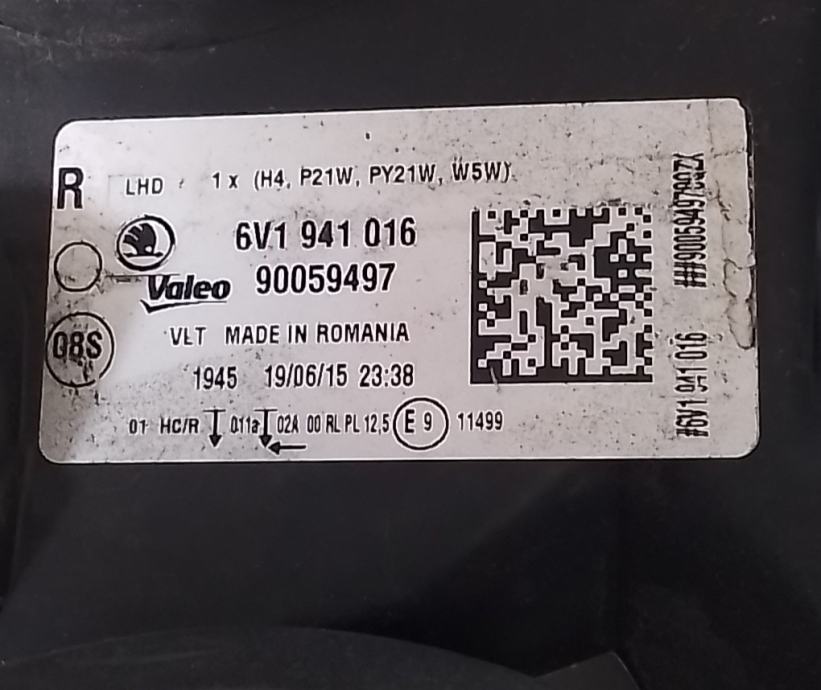 R LHD 1 x (H4, P21W, PY21W, W5W)
6V1 941 016
Valeo 90059497
08S
VLT MADE IN ROMANIA
1945 19/06/15 23:38
01 HC/R 011a 02A 00 RL PL 12,5 E 9 11499
#6V1 941 016